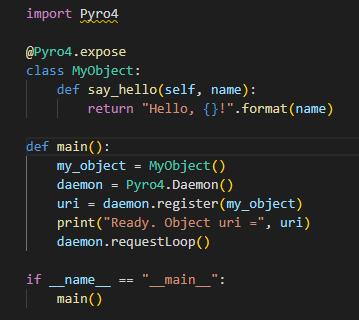 import Pyro4

@Pyro4.expose
class MyObject:
    def say_hello(self, name):
        return "Hello, {}!".format(name)

def main():
    my_object = MyObject()
    daemon = Pyro4.Daemon()
    uri = daemon.register(my_object)
    print("Ready. Object uri =", uri)
    daemon.requestLoop()

if __name__ == "__main__":
    main()